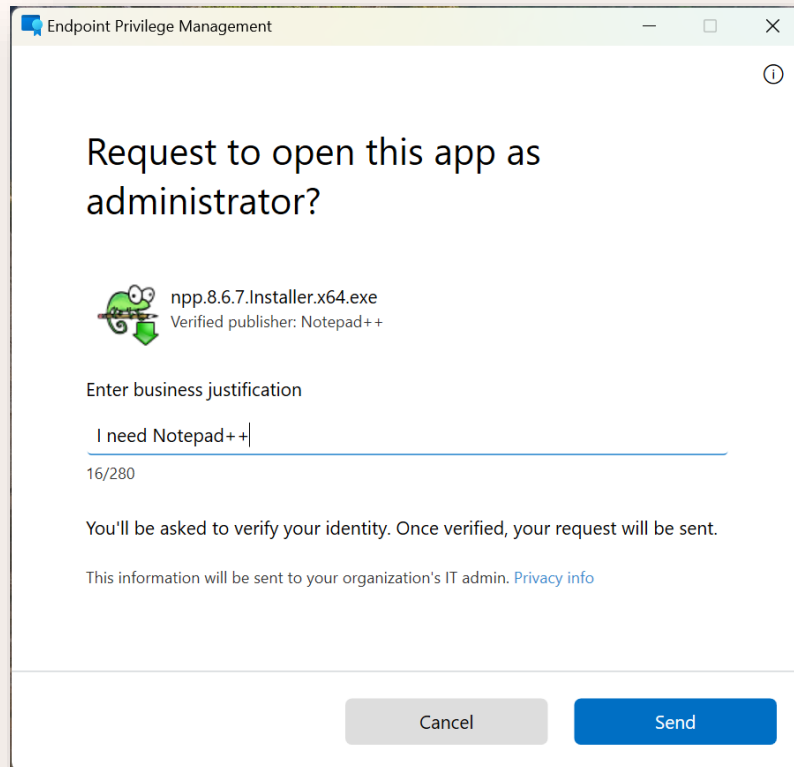 Endpoint Privilege Management
Request to open this app as
administrator?
npp.8.6.7.Installer.x64.exe
Verified publisher: Notepad++
Enter business justification
I need Notepad++
16/280
You'll be asked to verify your identity. Once verified, your request will be sent.
This information will be sent to your organization's IT admin. Privacy info
Cancel
Send